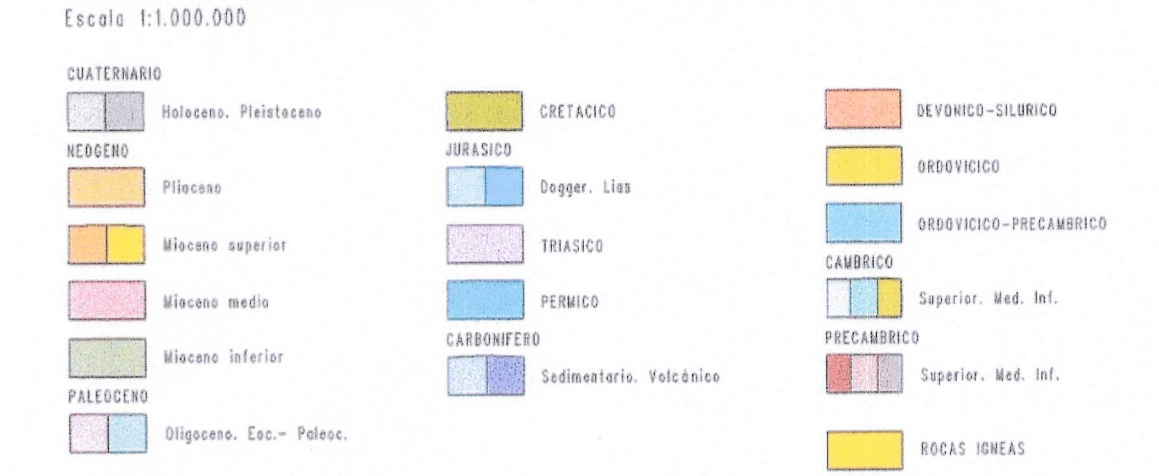 Escala 1:1.000.000
CUATERNARIO
Holoceno. Pleistoceno
NEOGENO
Plioceno
Mioceno superior
Mioceno medio
Mioceno inferior
PALEOCENO
Oligoceno. Eoc.- Paleoc.
CRETACICO
JURASICO
Dogger. Lias
TRIASICO
PERMICO
CARBONIFERO
Sedimentario. Volcánico
DEVONICO-SILURICO
ORDOVICICO
ORDOVICICO-PRECAMBRICO
CAMBRICO
Superior. Med. Inf.
PRECAMBRICO
Superior. Med. Inf.
ROCAS IGNEAS